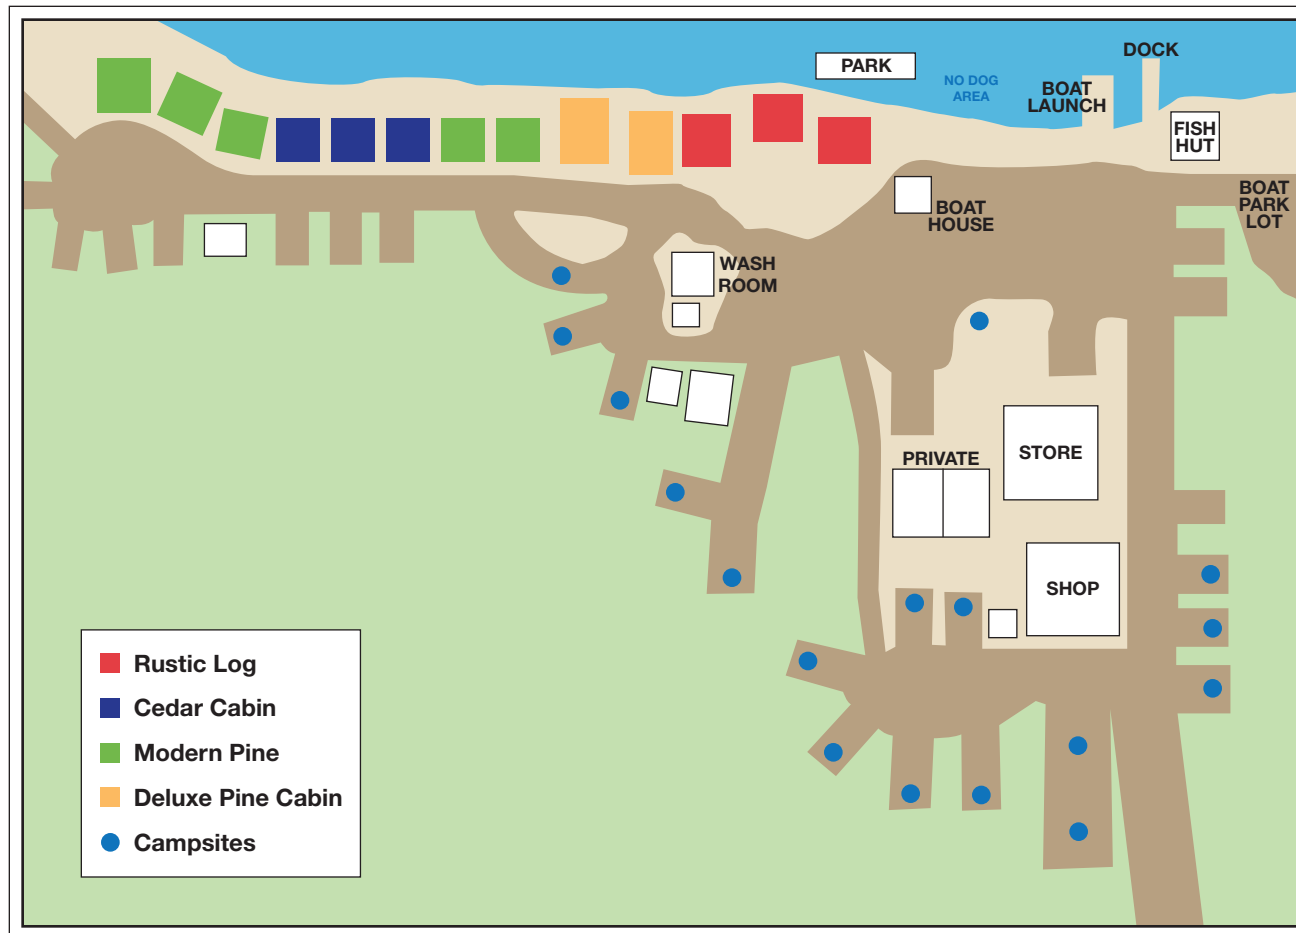 DOCK
PARK
NO DOG
AREA
BOAT
LAUNCH
FISH
HUT
BOAT
PARK
LOT
BOAT
HOUSE
WASH
ROOM
PRIVATE
STORE
SHOP
Rustic Log
Cedar Cabin
Modern Pine
Deluxe Pine Cabin
Campsites